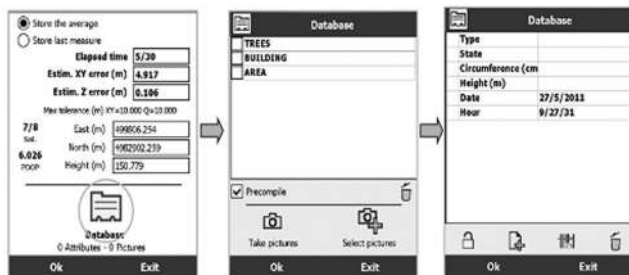 Store the average
Store last measure
Elapsed time 5/30
Estim. XY error (m) 4.917
Estim. Z error (m) 0.106
Max tolerance (m) XY=10.000 Q=10.000
7/8
Sat.
East (m) 499806.254
6.026
PDOP
North (m) 4982902.259
Height (m) 150.779
Database
0 Attributes - 0 Pictures
Ok Exit
Database
TREES
BUILDING
AREA
Precompile
Take pictures Select pictures
Ok Exit
Database
Type
State
Circumference (cm
Height (m)
Date 27/5/2011
Hour 9/27/31
Ok Exit